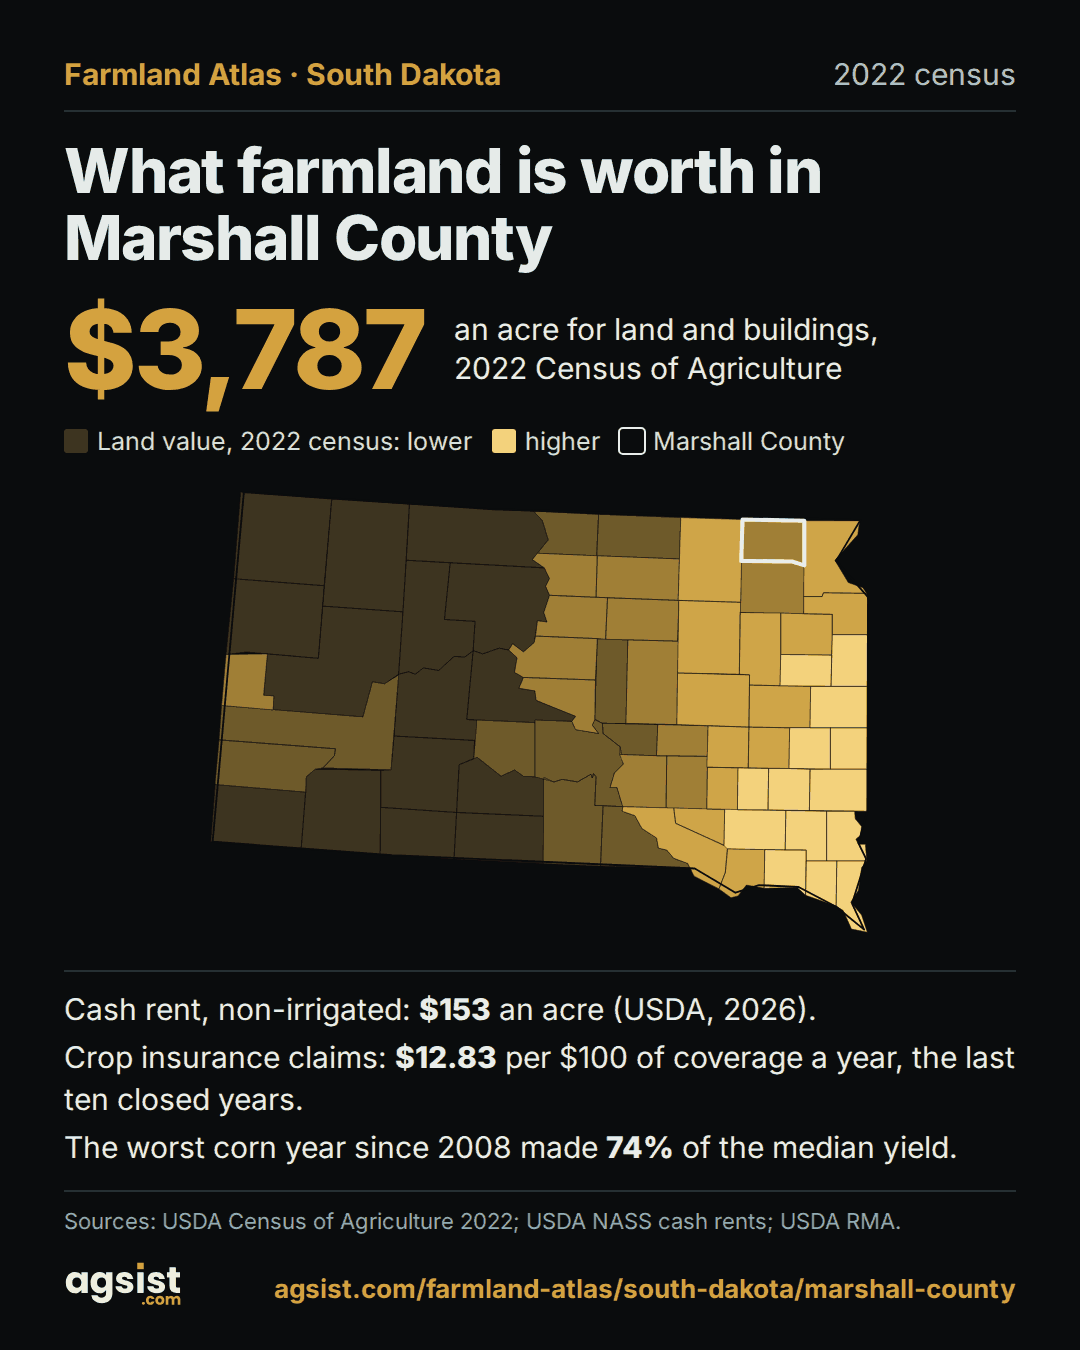 Farmland Atlas · South Dakota
2022 census
What farmland is worth in
Marshall County
$3,787
an acre for land and buildings,
2022 Census of Agriculture
Land value, 2022 census: lower
higher
Marshall County
Cash rent, non-irrigated: $153 an acre (USDA, 2026).
Crop insurance claims: $12.83 per $100 of coverage a year, the last
ten closed years.
The worst corn year since 2008 made 74% of the median yield.
Sources: USDA Census of Agriculture 2022; USDA NASS cash rents; USDA RMA.
agsist
.com
agsist.com/farmland-atlas/south-dakota/marshall-county